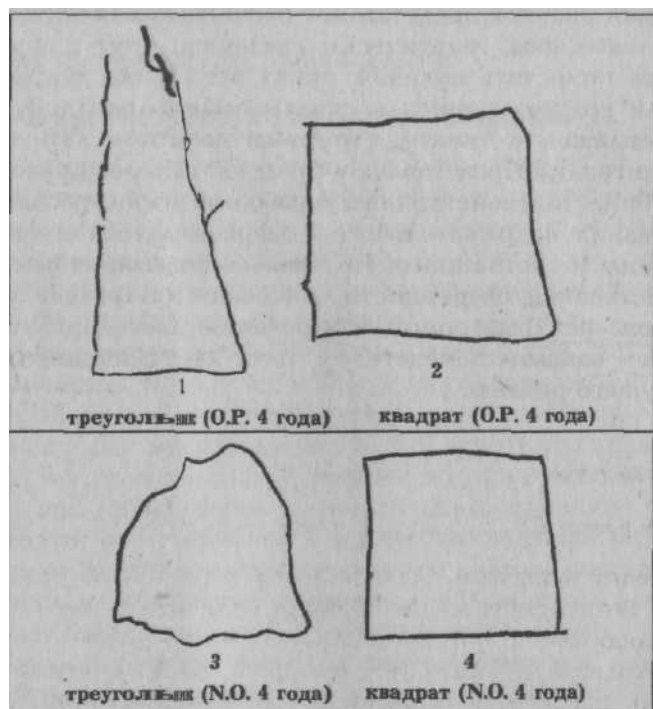 1
2
треугольник (O.P. 4 года)
квадрат (O.P. 4 года)
3
4
треугольник (N.O. 4 года)
квадрат (N.O. 4 года)